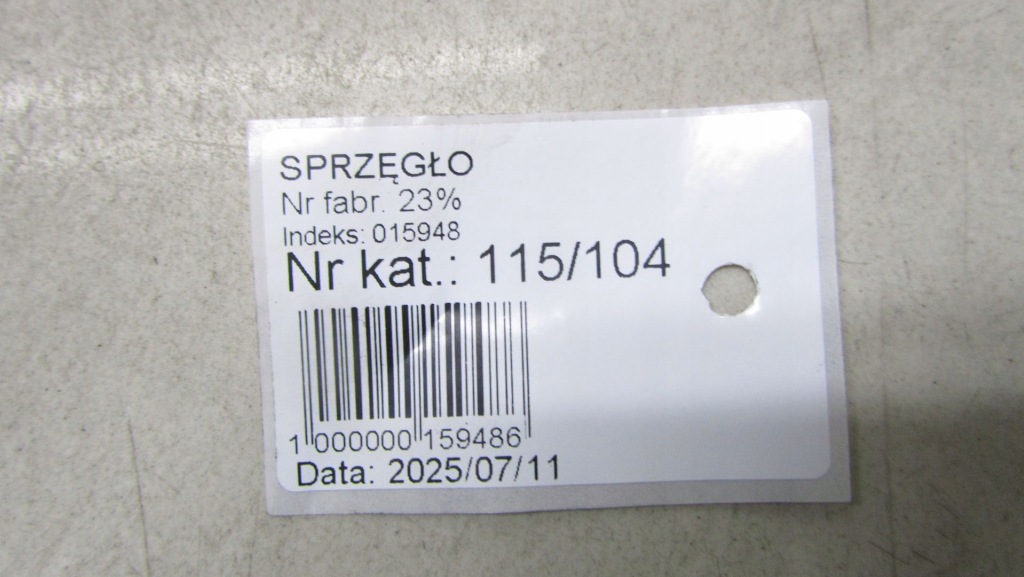 SPRZĘGŁO
Nr fabr. 23%
Indeks: 015948
Nr kat.: 115/104
1 000000 159486
Data: 2025/07/11